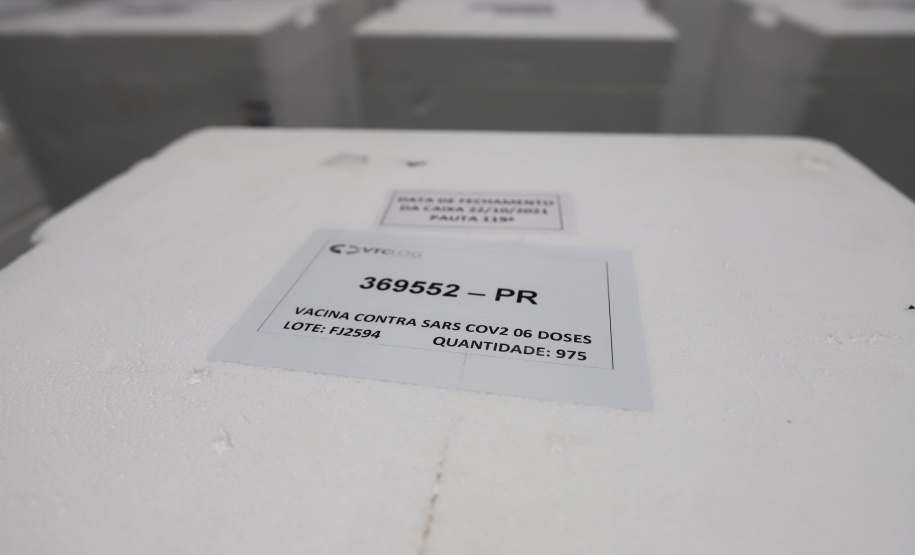 DATA DE FECHAMENTO
DA CAIXA 22/10/2021
PAUTA 119ª
VTCLOG
369552 – PR
VACINA CONTRA SARS COV2 06 DOSES
LOTE: FJ2594
QUANTIDADE: 975